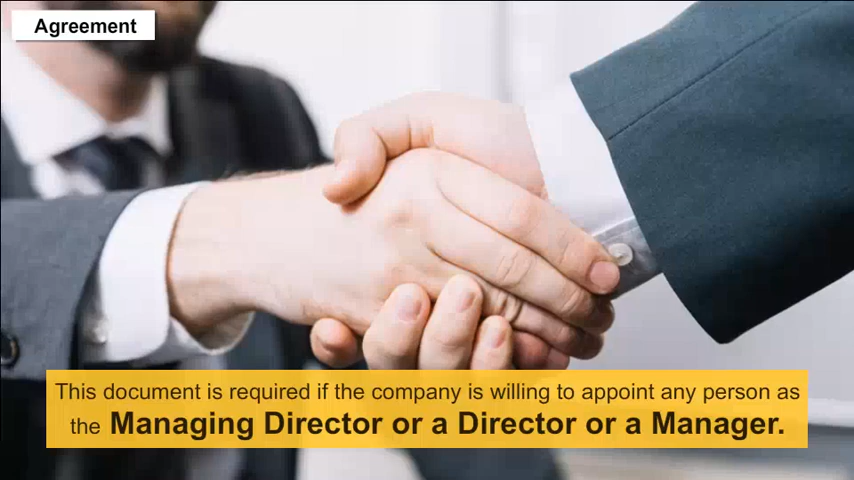 Agreement
This document is required if the company is willing to appoint any person as
the Managing Director or a Director or a Manager.